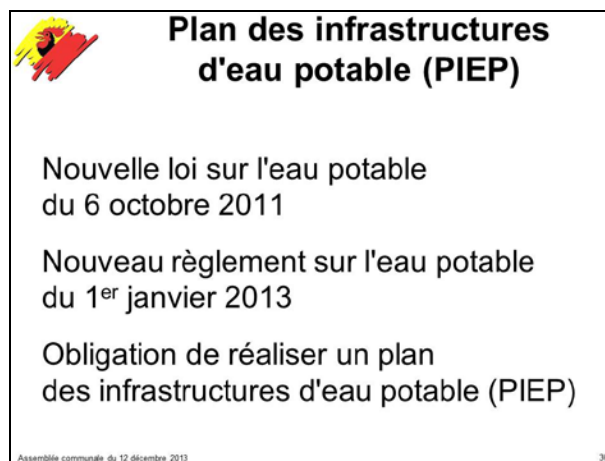 Plan des infrastructures
d'eau potable (PIEP)
Nouvelle loi sur l'eau potable
du 6 octobre 2011
Nouveau règlement sur l'eau potable
du 1er janvier 2013
Obligation de réaliser un plan
des infrastructures d'eau potable (PIEP)
Assemblée communale du 12 décembre 2013